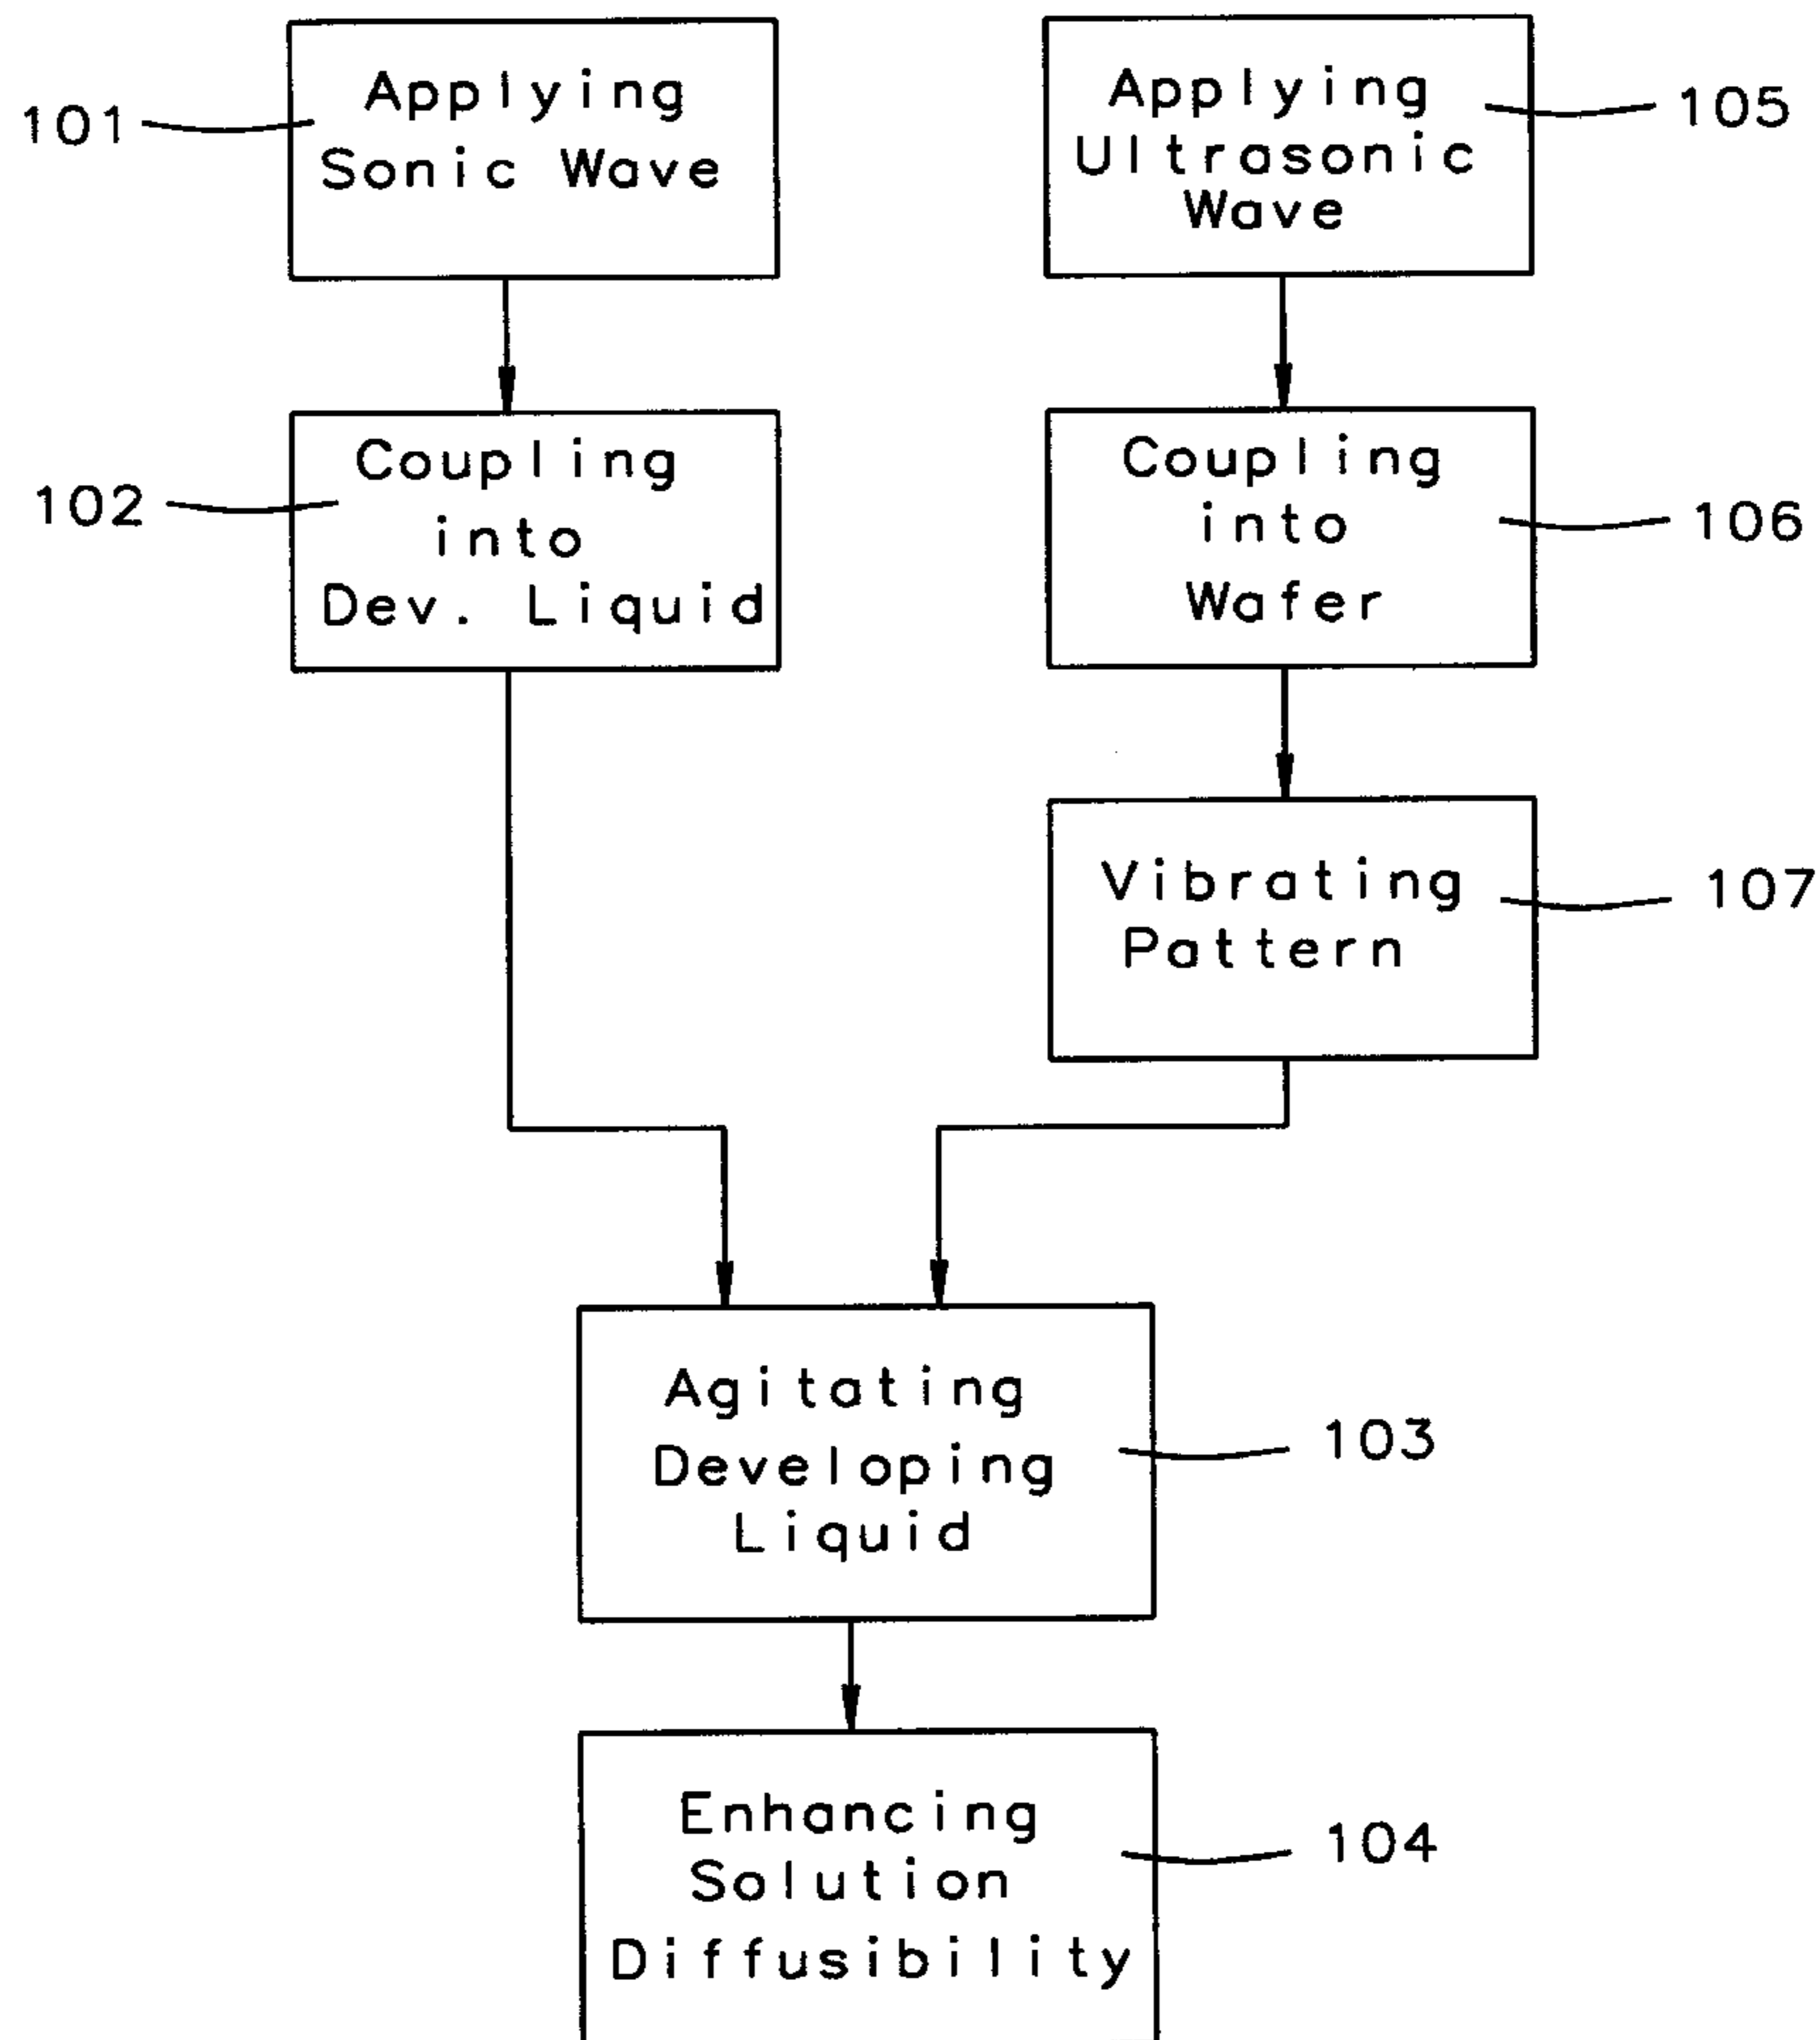 101
Applying
Sonic Wave
Applying
Ultrasonic
Wave
105
102
Coupling
into
Dev. Liquid
Coupling
into
Wafer
106
Vibrating
Pattern
107
Agitating
Developing
Liquid
103
Enhancing
Solution
Diffusibility
104